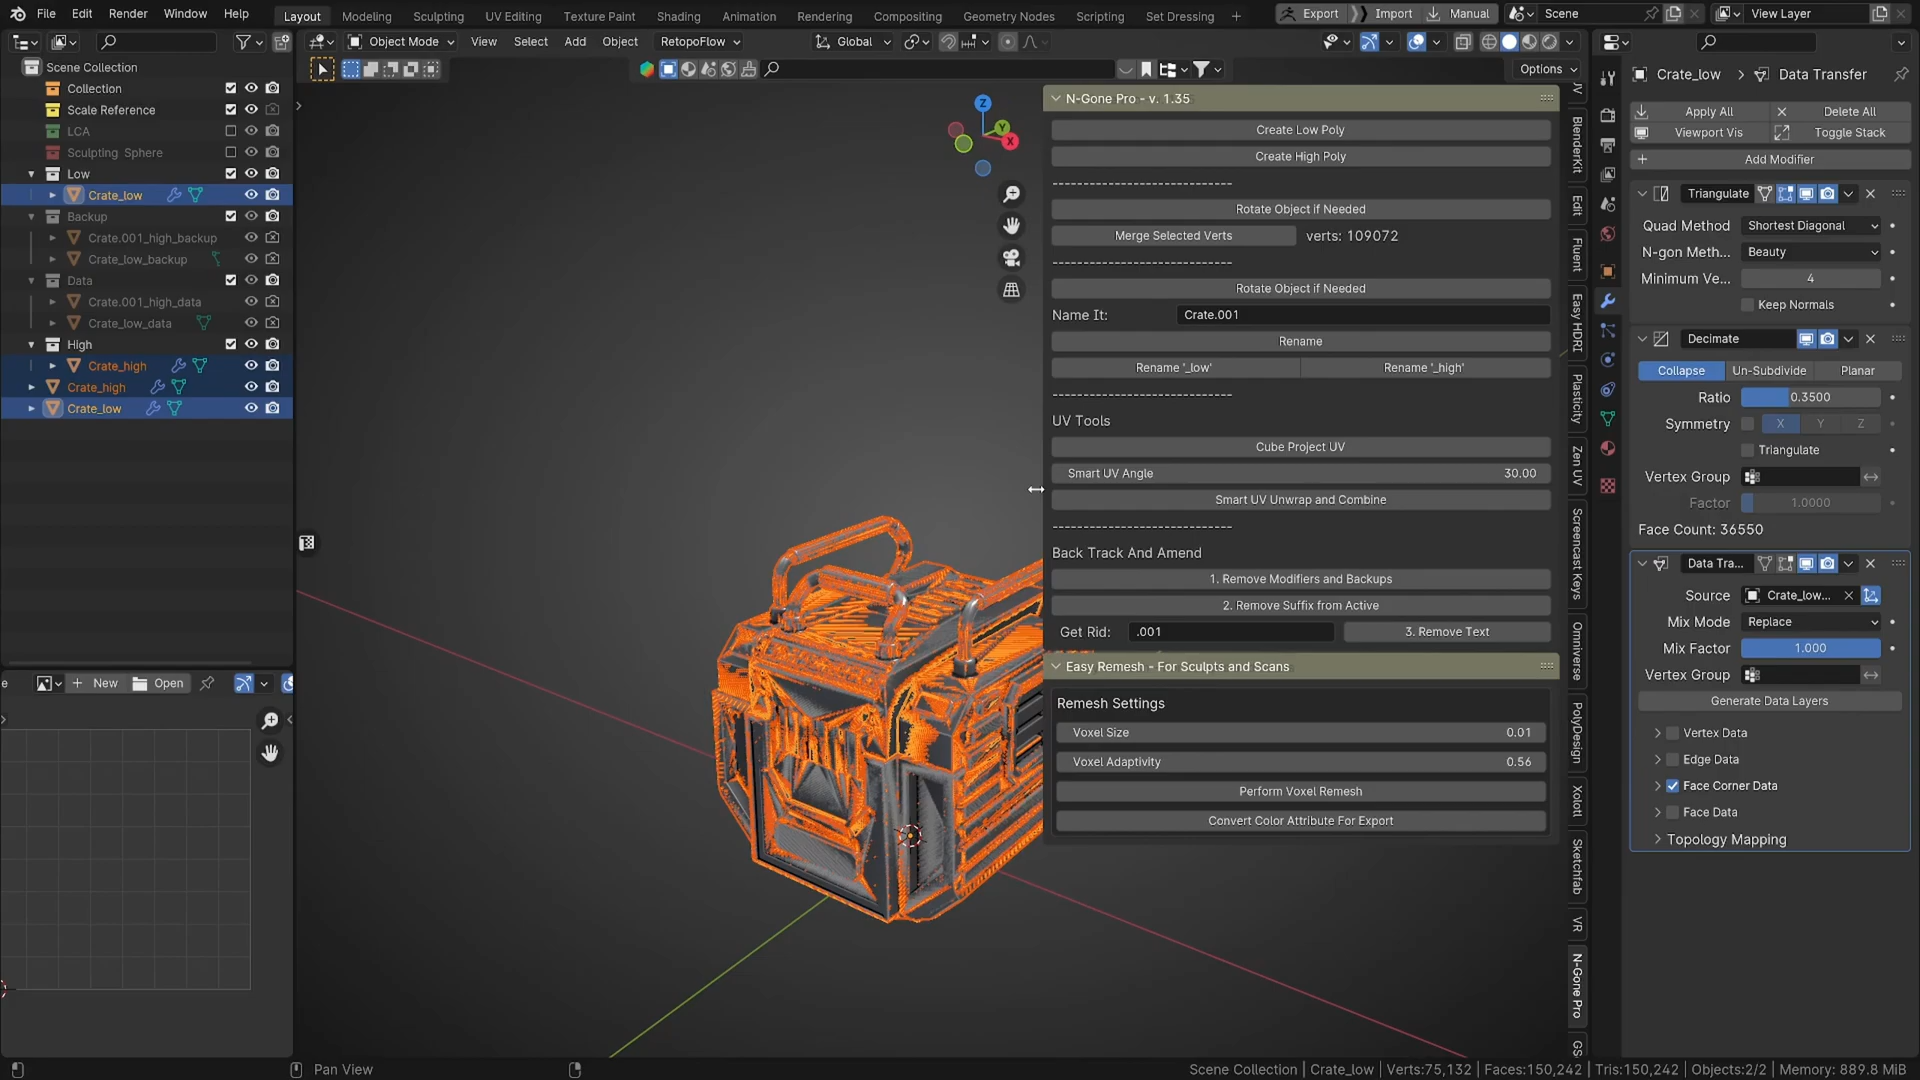 File Edit Render Window Help
Layout Modeling Sculpting UV Editing Texture Paint Shading Animation Rendering Compositing Geometry Nodes Scripting Set Dressing +
Export Import Manual Scene View Layer
Object Mode View Select Add Object RetopoFlow Global
Options
Scene Collection
Collection
Scale Reference
LCA
Sculpting Sphere
Low
Crate_low
Backup
Crate.001_high_backup
Crate_low_backup
Data
Crate.001_high_data
Crate_low_data
High
Crate_high
Crate_high
Crate_low
e
New Open
Z
Y
X
N-Gone Pro - v. 1.35
Create Low Poly
Create High Poly
-----------------------------
Rotate Object if Needed
Merge Selected Verts verts: 109072
-----------------------------
Rotate Object if Needed
Name It: Crate.001
Rename
Rename '_low' Rename '_high'
-----------------------------
UV Tools
Cube Project UV
Smart UV Angle 30.00
Smart UV Unwrap and Combine
-----------------------------
Back Track And Amend
1. Remove Modifiers and Backups
2. Remove Suffix from Active
Get Rid: .001 3. Remove Text
Easy Remesh - For Sculpts and Scans
Remesh Settings
Voxel Size 0.01
Voxel Adaptivity 0.56
Perform Voxel Remesh
Convert Color Attribute For Export
BlenderKit
Edit
Fluent
Easy HDRI
Plasticity
Zen UV
Screencast Keys
Omniverse
PolyDesign
Xolotl
Sketchfab
VR
N-Gone Pro
GS
Crate_low > Data Transfer
Apply All Delete All
Viewport Vis Toggle Stack
Add Modifier
Triangulate
Quad Method Shortest Diagonal
N-gon Meth... Beauty
Minimum Ve... 4
Keep Normals
Decimate
Collapse Un-Subdivide Planar
Ratio 0.3500
Symmetry X Y Z
Triangulate
Vertex Group
Factor 1.0000
Face Count: 36550
Data Tra...
Source Crate_low...
Mix Mode Replace
Mix Factor 1.000
Vertex Group
Generate Data Layers
Vertex Data
Edge Data
Face Corner Data
Face Data
Topology Mapping
Pan View
Scene Collection | Crate_low | Verts:75,132 | Faces:150,242 | Tris:150,242 | Objects:2/2 | Memory: 889.8 MiB